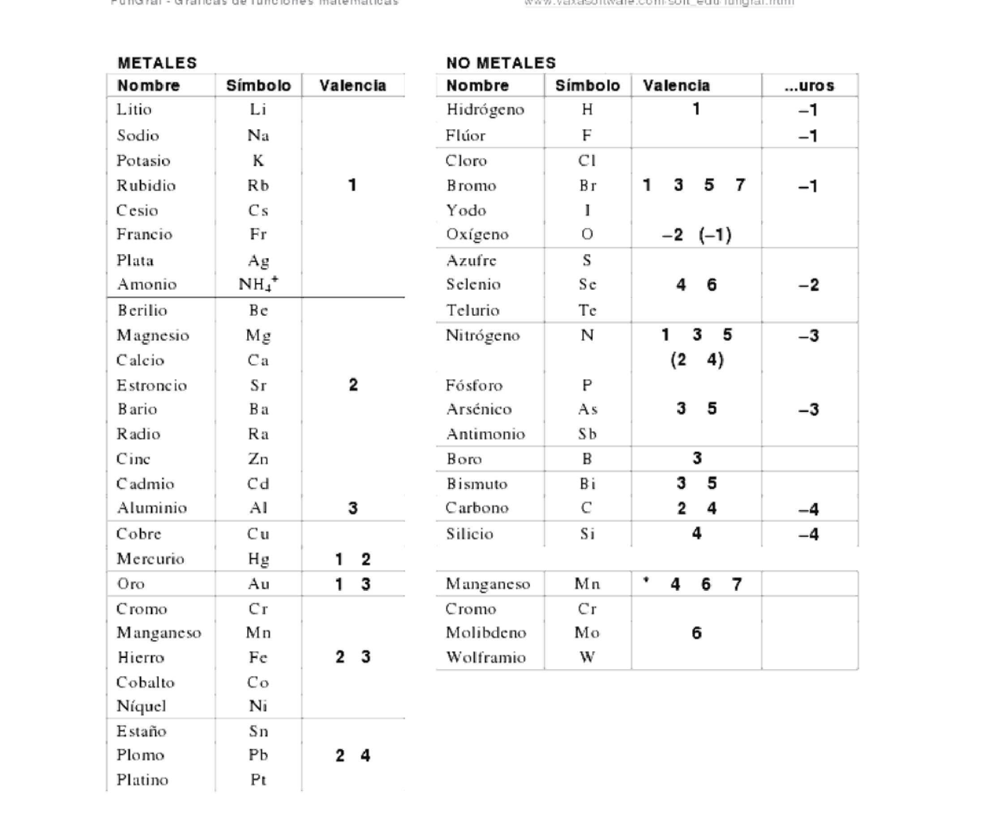 FunGraf - Gráficas de funciones matemáticas
www.vaxasoftware.com/soft_edu/fungraf.html
METALES
Nombre Símbolo Valencia
Litio Li
Sodio Na
Potasio K
Rubidio Rb 1
Cesio Cs
Francio Fr
Plata Ag
Amonio NH₄⁺
Berilio Be
Magnesio Mg
Calcio Ca
Estroncio Sr 2
Bario Ba
Radio Ra
Cinc Zn
Cadmio Cd
Aluminio Al 3
Cobre Cu
Mercurio Hg 1 2
Oro Au 1 3
Cromo Cr
Manganeso Mn
Hierro Fe 2 3
Cobalto Co
Níquel Ni
Estaño Sn
Plomo Pb 2 4
Platino Pt
NO METALES
Nombre Símbolo Valencia ...uros
Hidrógeno H 1 –1
Flúor F –1
Cloro Cl
Bromo Br 1 3 5 7 –1
Yodo I
Oxígeno O –2 (–1)
Azufre S
Selenio Se 4 6 –2
Telurio Te
Nitrógeno N 1 3 5 –3
(2 4)
Fósforo P
Arsénico As 3 5 –3
Antimonio Sb
Boro B 3
Bismuto Bi 3 5
Carbono C 2 4 –4
Silicio Si 4 –4
Manganeso Mn * 4 6 7
Cromo Cr
Molibdeno Mo 6
Wolframio W